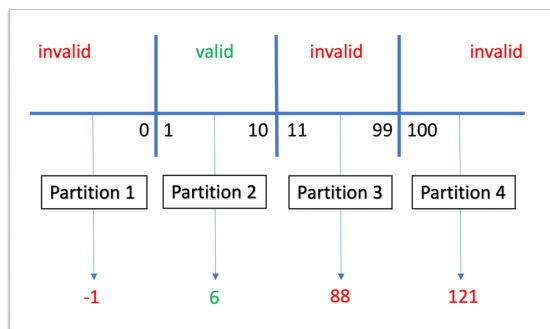 invalid valid invalid invalid
0 1 10 11 99 100
Partition 1 Partition 2 Partition 3 Partition 4
-1 6 88 121